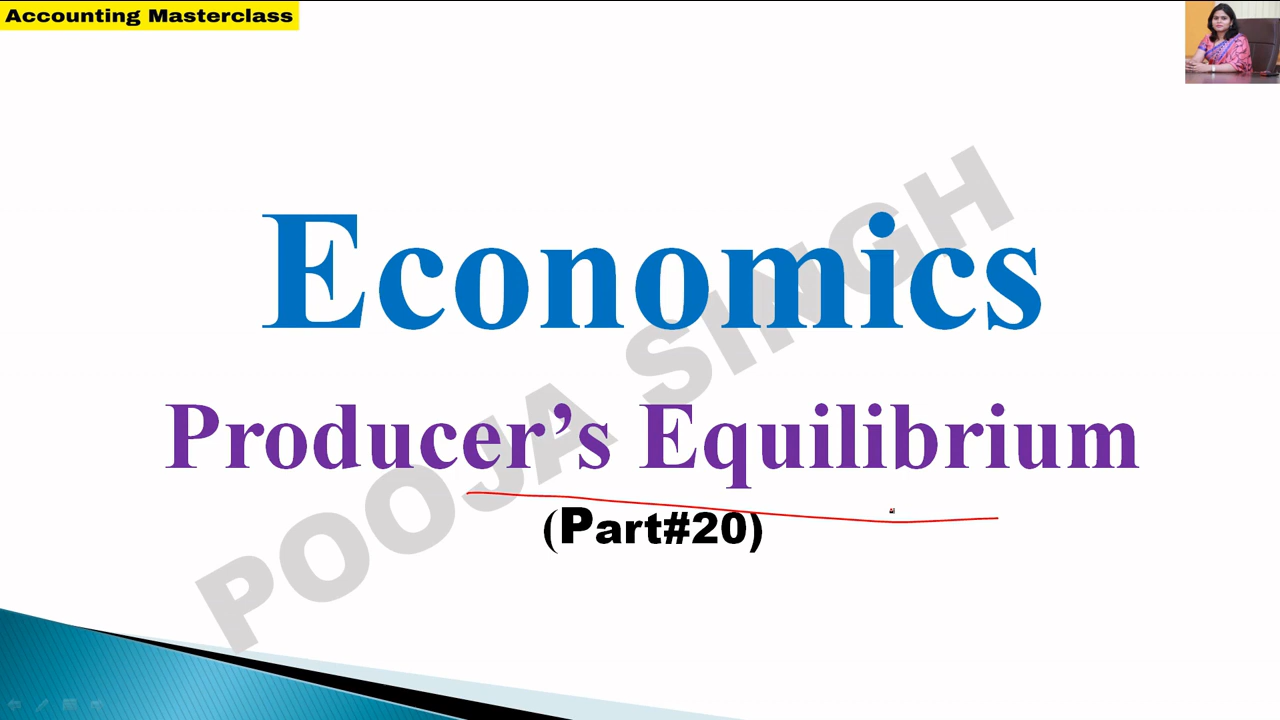 Accounting Masterclass
Economics
Producer’s Equilibrium
(Part#20)
POOJA SINGH